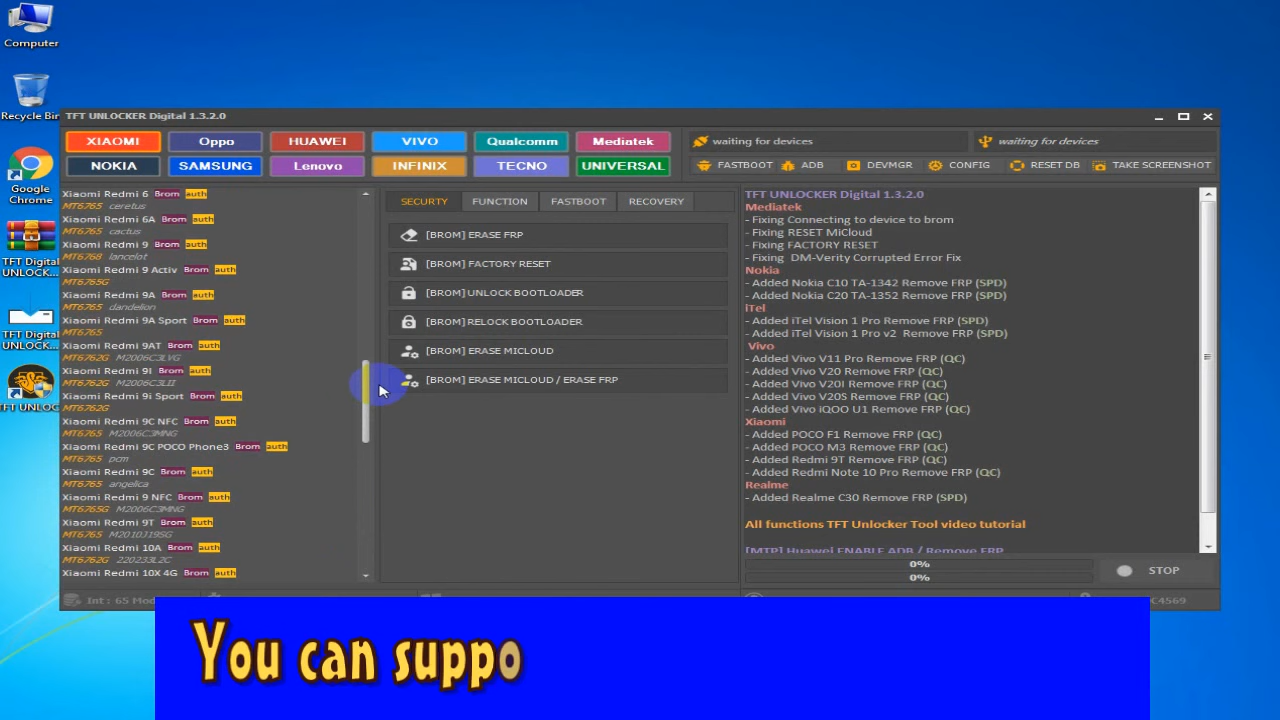 Computer
Recycle Bin
Google
Chrome
TFT Digital
UNLOCK...
TFT Digital
UNLOCK...
TFT UNLOC
TFT UNLOCKER Digital 1.3.2.0
XIAOMI Oppo HUAWEI VIVO Qualcomm Mediatek
NOKIA SAMSUNG Lenovo INFINIX TECNO UNIVERSAL
waiting for devices waiting for devices
FASTBOOT ADB DEVMGR CONFIG RESET DB TAKE SCREENSHOT
Xiaomi Redmi 6 Brom auth
MT6765 ceretus
Xiaomi Redmi 6A Brom auth
MT6765 cactus
Xiaomi Redmi 9 Brom auth
MT6768 lancelot
Xiaomi Redmi 9 Activ Brom auth
MT6765G
Xiaomi Redmi 9A Brom auth
MT6765 dandelion
Xiaomi Redmi 9A Sport Brom auth
MT6765
Xiaomi Redmi 9AT Brom auth
MT6762G M2006C3LVG
Xiaomi Redmi 9I Brom auth
MT6762G M2006C3LII
Xiaomi Redmi 9i Sport Brom auth
MT6762G
Xiaomi Redmi 9C NFC Brom auth
MT6765 M2006C3MNG
Xiaomi Redmi 9C POCO Phone3 Brom auth
MT6765 pcm
Xiaomi Redmi 9C Brom auth
MT6765 angelica
Xiaomi Redmi 9 NFC Brom auth
MT6765G M2006C3MNG
Xiaomi Redmi 9T Brom auth
MT6765 M2010J19SG
Xiaomi Redmi 10A Brom auth
MT6762G 220233L2C
Xiaomi Redmi 10X 4G Brom auth
SECURTY FUNCTION FASTBOOT RECOVERY
[BROM] ERASE FRP
[BROM] FACTORY RESET
[BROM] UNLOCK BOOTLOADER
[BROM] RELOCK BOOTLOADER
[BROM] ERASE MICLOUD
[BROM] ERASE MICLOUD / ERASE FRP
TFT UNLOCKER Digital 1.3.2.0
Mediatek
- Fixing Connecting to device to brom
- Fixing RESET MiCloud
- Fixing FACTORY RESET
- Fixing DM-Verity Corrupted Error Fix
Nokia
- Added Nokia C10 TA-1342 Remove FRP (SPD)
- Added Nokia C20 TA-1352 Remove FRP (SPD)
iTel
- Added iTel Vision 1 Pro Remove FRP (SPD)
- Added iTel Vision 1 Pro v2 Remove FRP (SPD)
Vivo
- Added Vivo V11 Pro Remove FRP (QC)
- Added Vivo V20 Remove FRP (QC)
- Added Vivo V20I Remove FRP (QC)
- Added Vivo V20S Remove FRP (QC)
- Added Vivo iQOO U1 Remove FRP (QC)
Xiaomi
- Added POCO F1 Remove FRP (QC)
- Added POCO M3 Remove FRP (QC)
- Added Redmi 9T Remove FRP (QC)
- Added Redmi Note 10 Pro Remove FRP (QC)
Realme
- Added Realme C30 Remove FRP (SPD)
All functions TFT Unlocker Tool video tutorial
[MTP] Huawei ENABLE ADB / Remove FRP
0%
0%
STOP
Int : 65 Mod
C4569
You can suppo